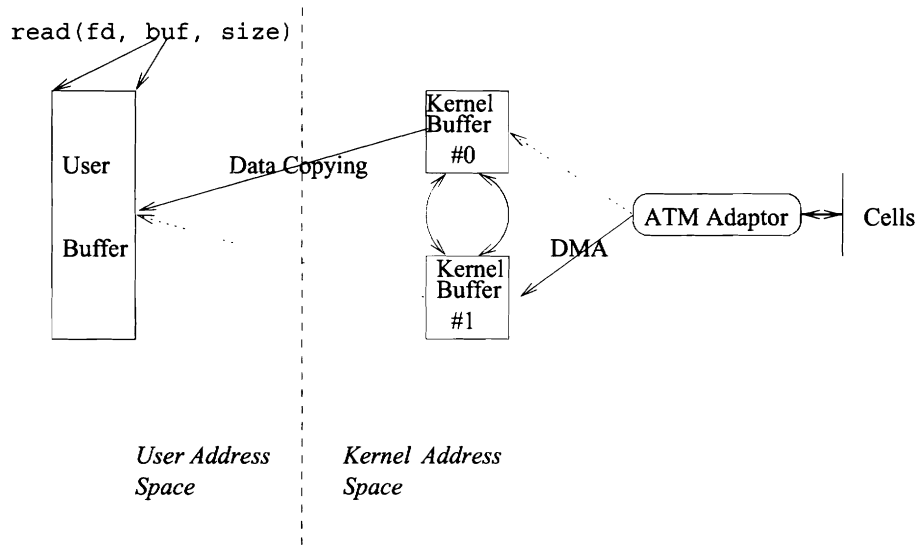 read(fd, buf, size)
Kernel
Buffer
#0
User
Buffer
Data Copying
ATM Adaptor
Cells
DMA
Kernel
Buffer
#1
User Address
Space
Kernel Address
Space